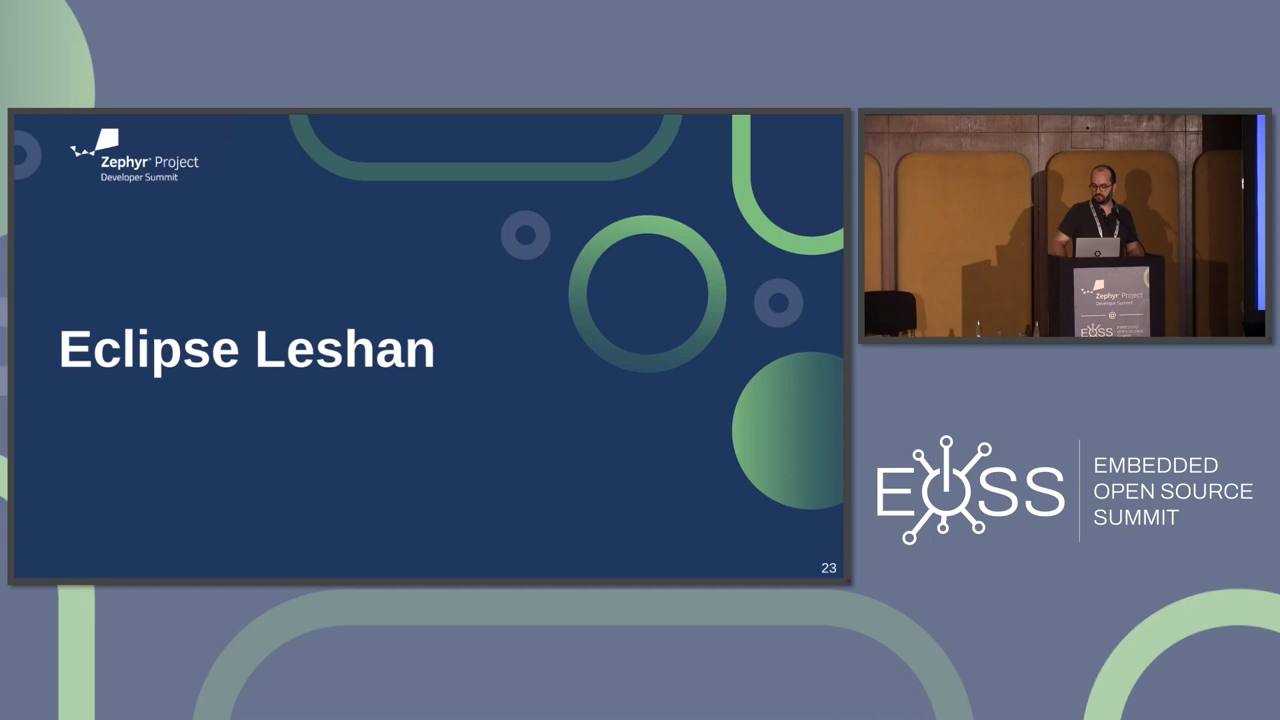 Zephyr® Project
Developer Summit
Eclipse Leshan
23
Zephyr Project
Developer Summit
@
EOSS
EMBEDDED
OPEN SOURCE
SUMMIT